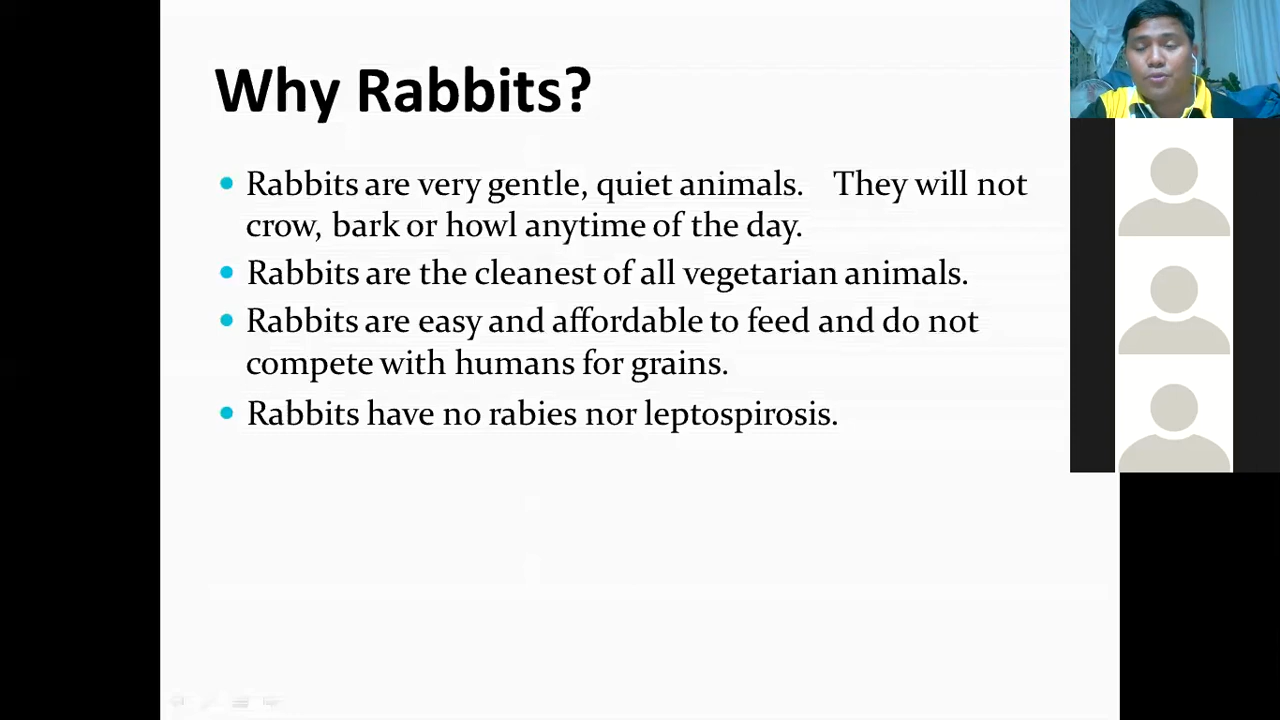 Why Rabbits?
• Rabbits are very gentle, quiet animals. They will not
crow, bark or howl anytime of the day.
• Rabbits are the cleanest of all vegetarian animals.
• Rabbits are easy and affordable to feed and do not
compete with humans for grains.
• Rabbits have no rabies nor leptospirosis.